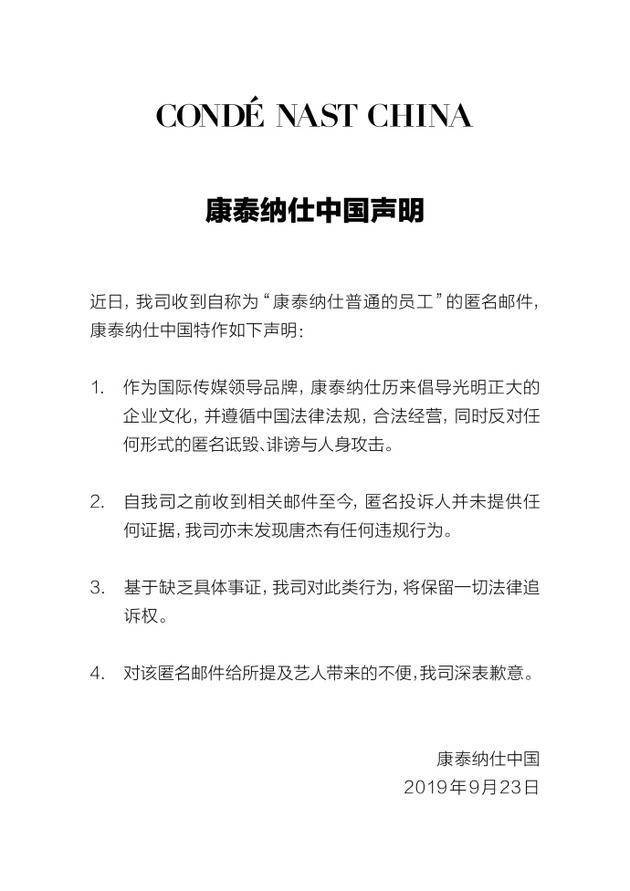 CONDÉ NAST CHINA
康泰纳仕中国声明
近日，我司收到自称为“康泰纳仕普通的员工”的匿名邮件，
康泰纳仕中国特作如下声明：
1. 作为国际传媒领导品牌，康泰纳仕历来倡导光明正大的
企业文化，并遵循中国法律法规，合法经营，同时反对任
何形式的匿名诋毁、诽谤与人身攻击。
2. 自我司之前收到相关邮件至今，匿名投诉人并未提供任
何证据，我司亦未发现唐杰有任何违规行为。
3. 基于缺乏具体事证，我司对此类行为，将保留一切法律追
诉权。
4. 对该匿名邮件给所提及艺人带来的不便，我司深表歉意。
康泰纳仕中国
2019年9月23日